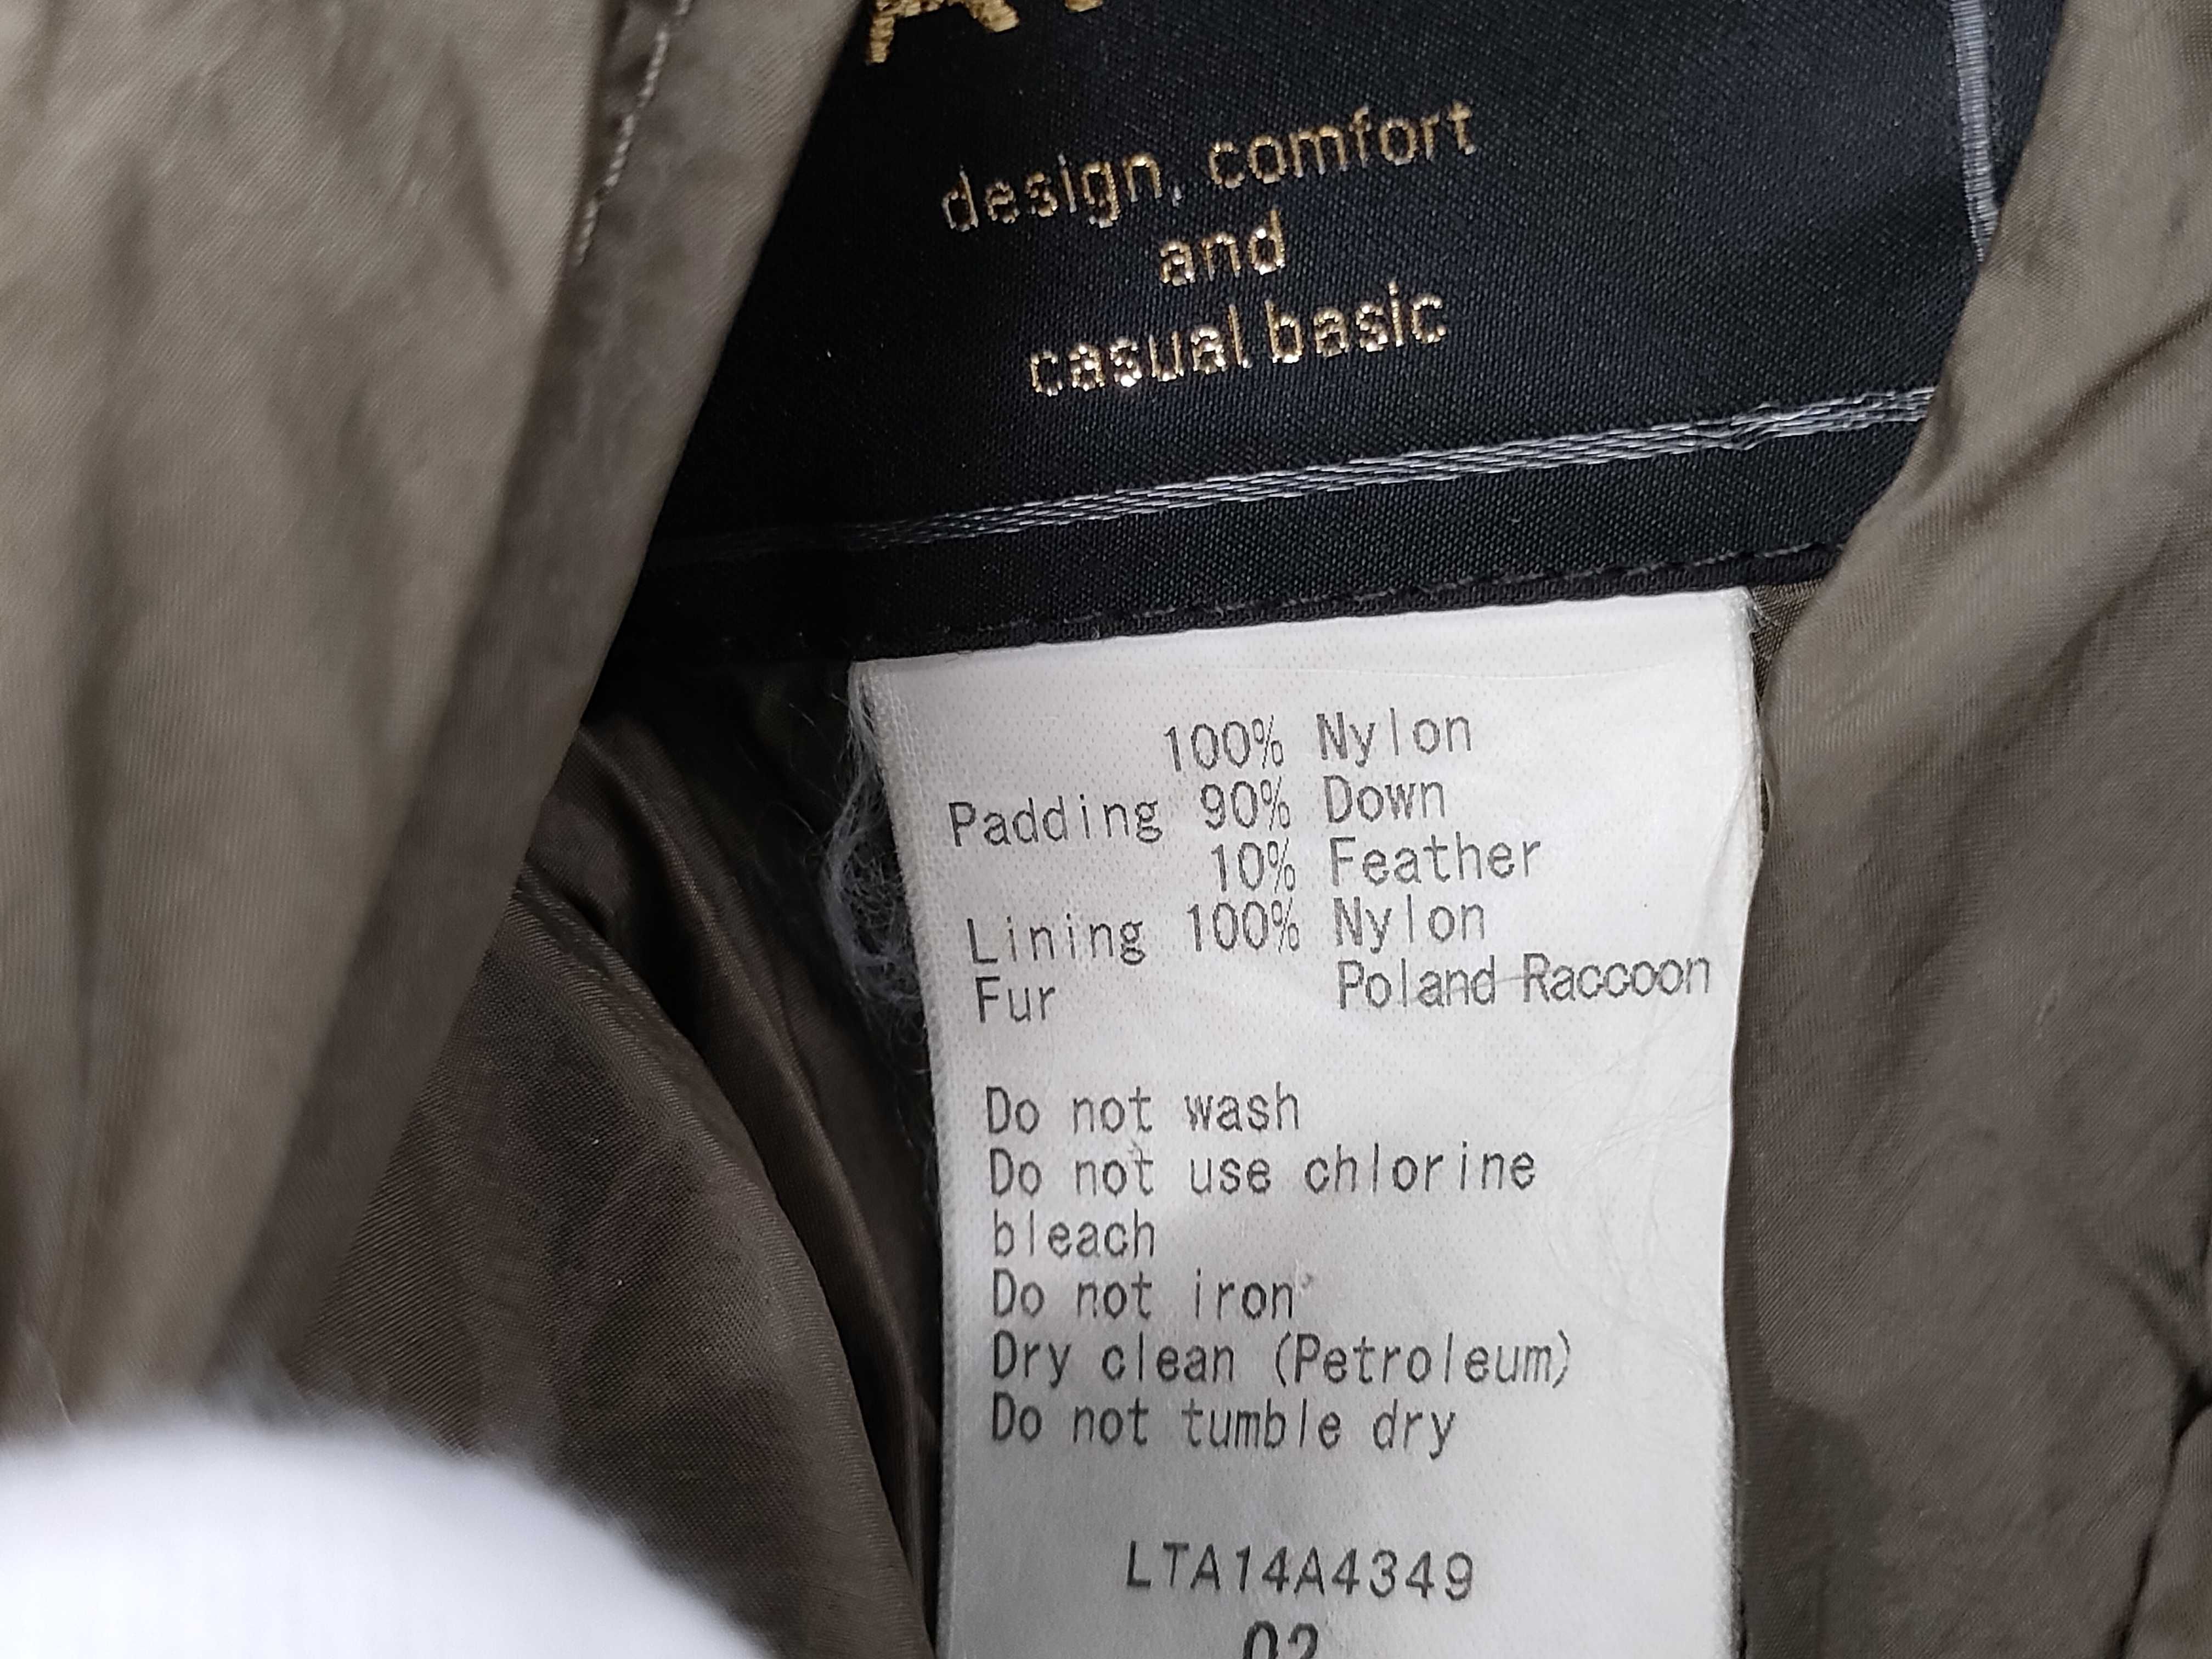 design, comfort
and
casual basic
100% Nylon
Padding 90% Down
10% Feather
Lining 100% Nylon
Fur Poland Raccoon
Do not wash
Do not use chlorine
bleach
Do not iron
Dry clean (Petroleum)
Do not tumble dry
LTA14A4349
02